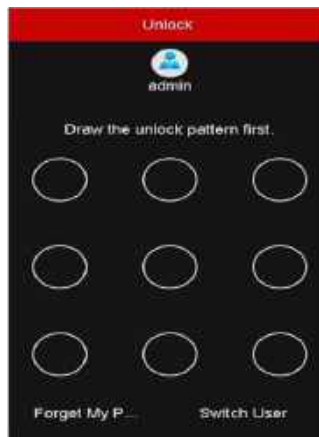 Unlock
admin
Draw the unlock pattern first.
Forget My P...
Switch User